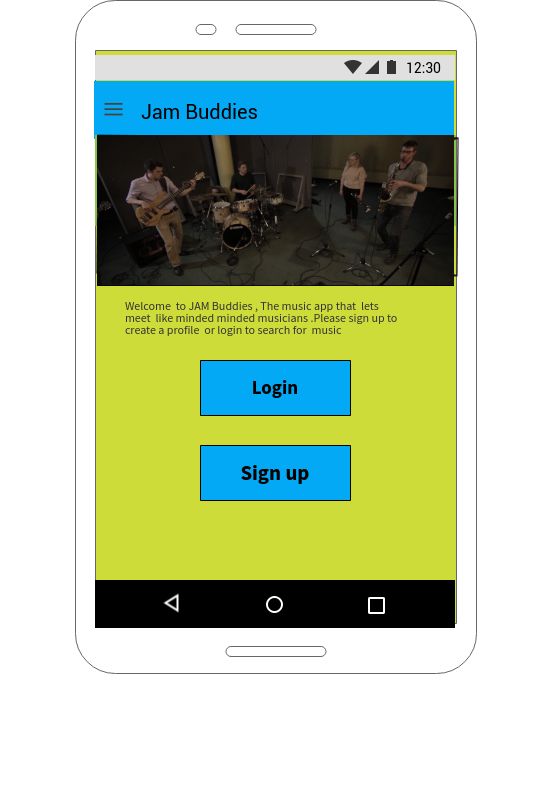 12:30
Jam Buddies
Welcome to JAM Buddies , The music app that lets
meet like minded minded musicians .Please sign up to
create a profile or login to search for music
Login
Sign up